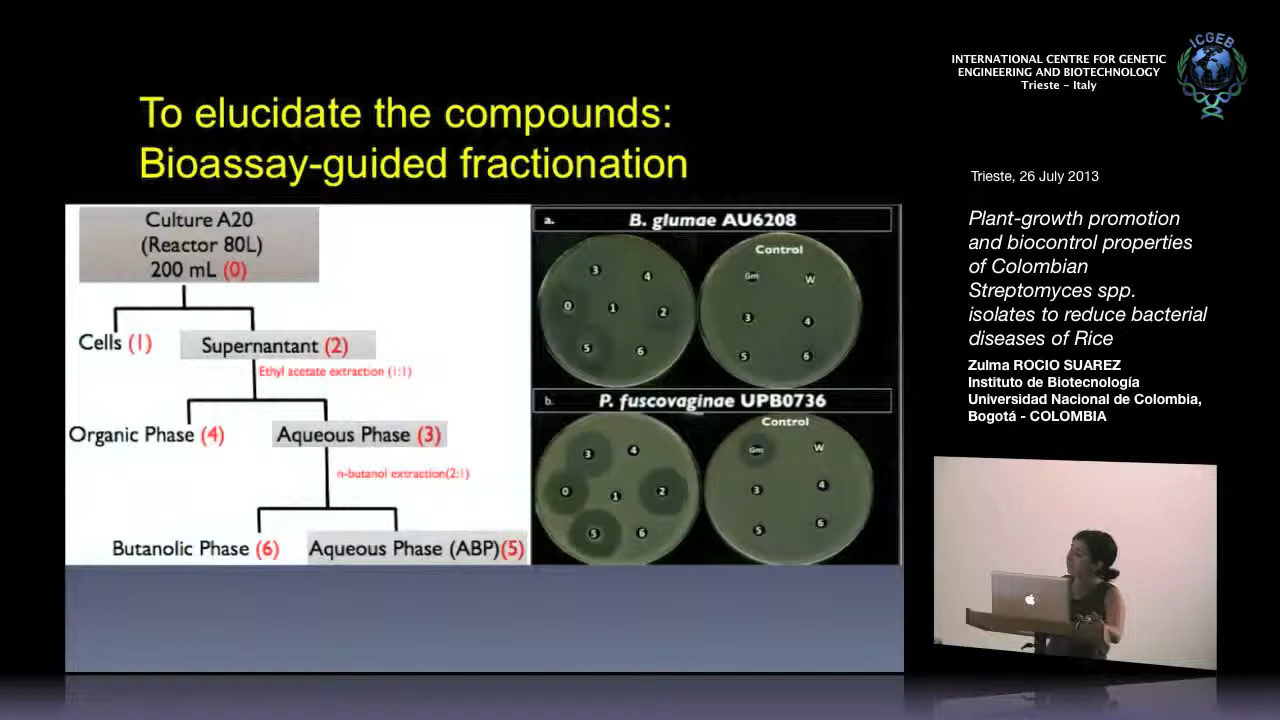 To elucidate the compounds:
Bioassay-guided fractionation
Culture A20
(Reactor 80L)
200 mL (0)
Cells (1)
Supernantant (2)
Ethyl acetate extraction (1:1)
Organic Phase (4)
Aqueous Phase (3)
n-butanol extraction(2:1)
Butanolic Phase (6)
Aqueous Phase (ABP)(5)
a.
B. glumae AU6208
3
4
0
1
2
5
6
Control
Gm
W
3
4
5
6
b.
P. fuscovaginae UPB0736
3
4
0
1
2
5
6
Control
Gm
W
3
4
5
6
INTERNATIONAL CENTRE FOR GENETIC
ENGINEERING AND BIOTECHNOLOGY
Trieste - Italy
ICGEB
Trieste, 26 July 2013
Plant-growth promotion
and biocontrol properties
of Colombian
Streptomyces spp.
isolates to reduce bacterial
diseases of Rice
Zulma ROCIO SUAREZ
Instituto de Biotecnología
Universidad Nacional de Colombia,
Bogotá - COLOMBIA